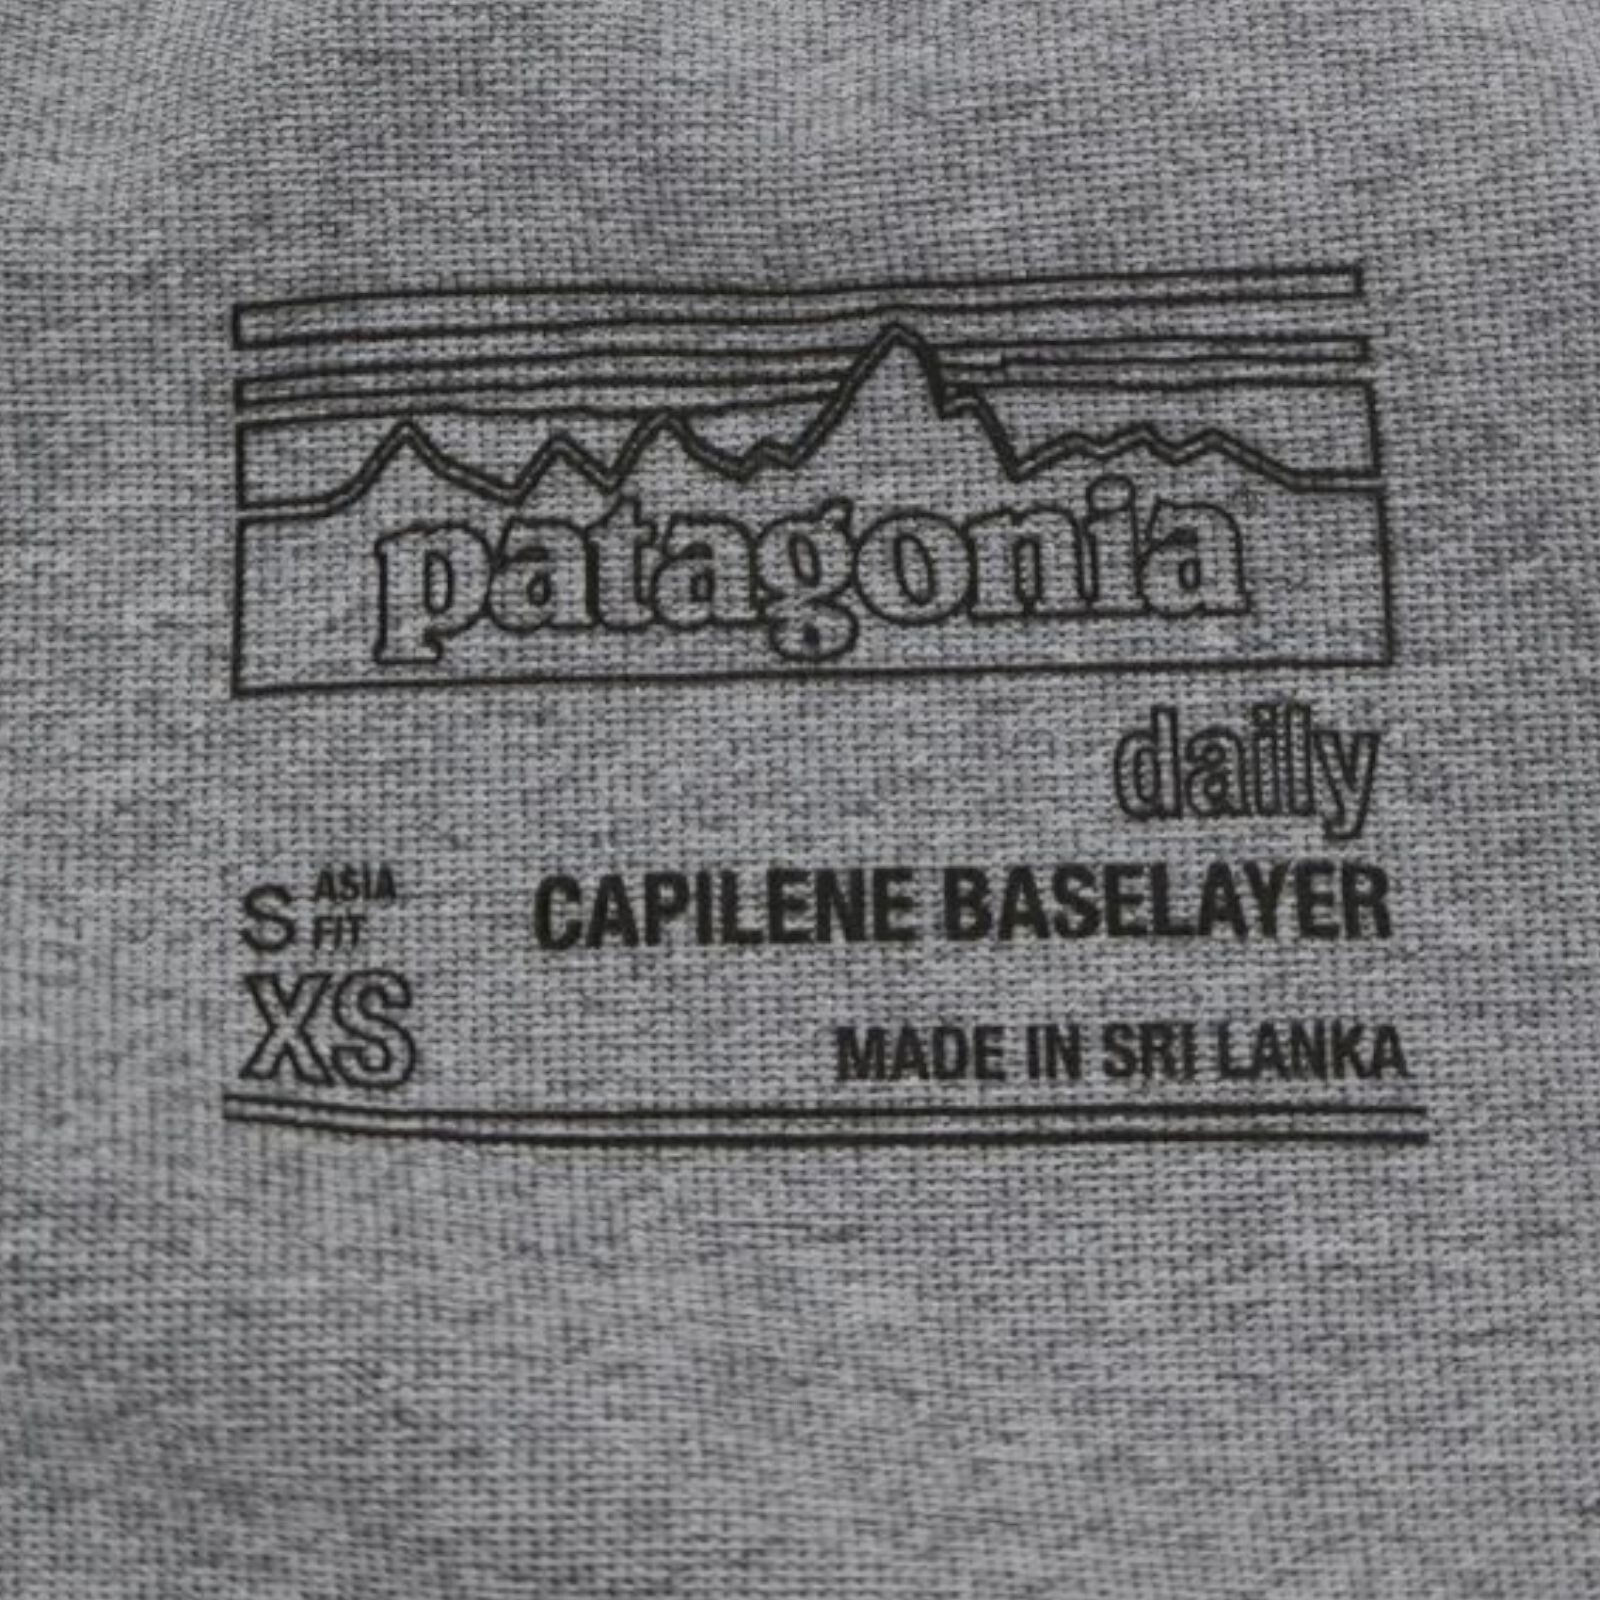 patagonia®
daily
S ASIA FIT
CAPILENE BASELAYER
XS
MADE IN SRI LANKA